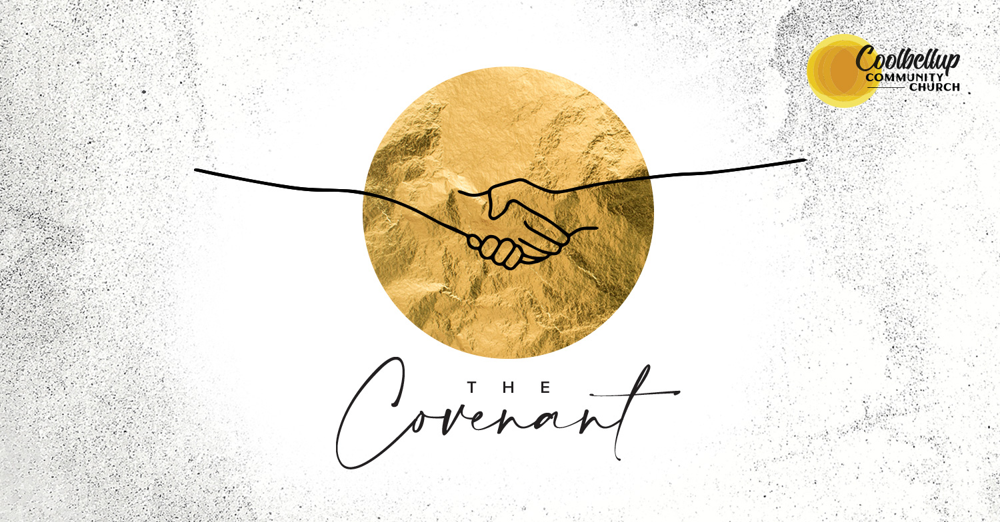 Coolbellup
COMMUNITY
CHURCH
THE
Covenant